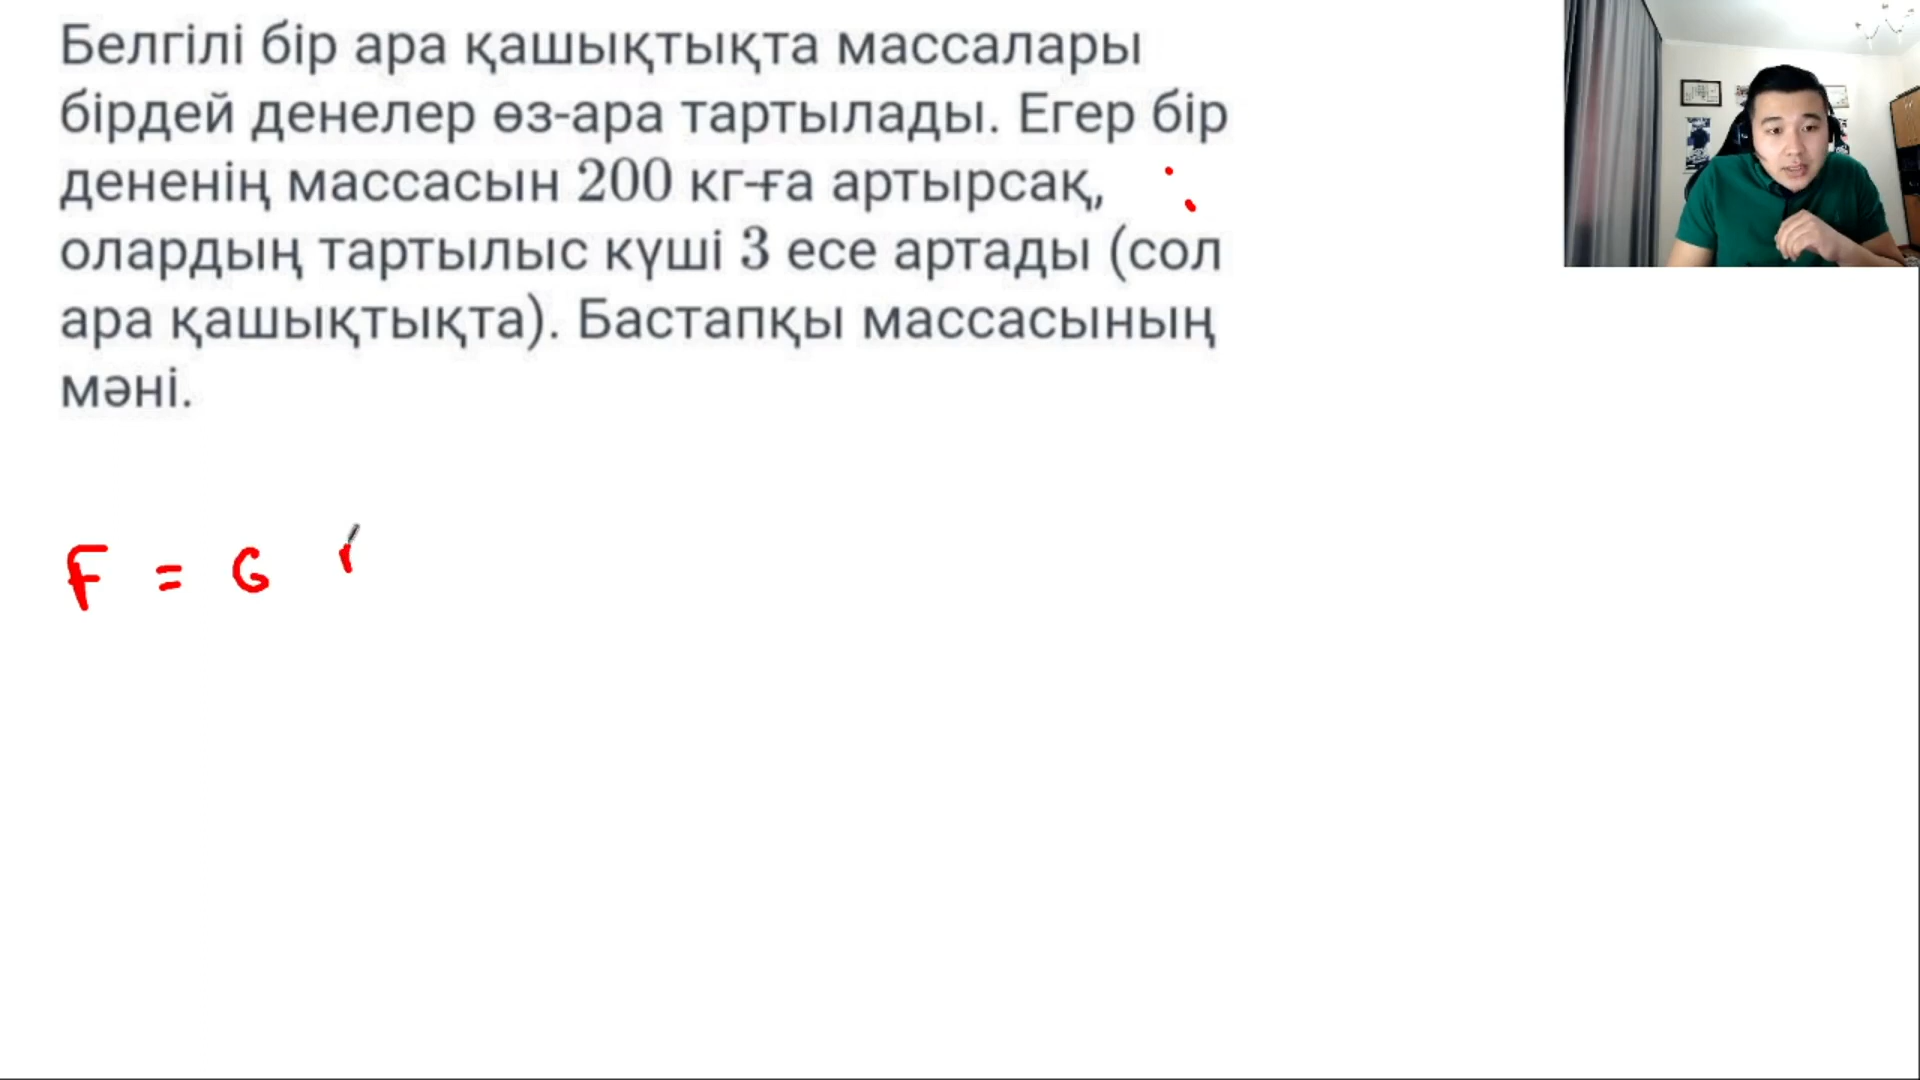 Белгілі бір ара қашықтықта массалары
бірдей денелер өз-ара тартылады. Егер бір
дененің массасын 200 кг-ға артырсақ,
олардың тартылыс күші 3 есе артады (сол
ара қашықтықта). Бастапқы массасының
мәні.
F = G